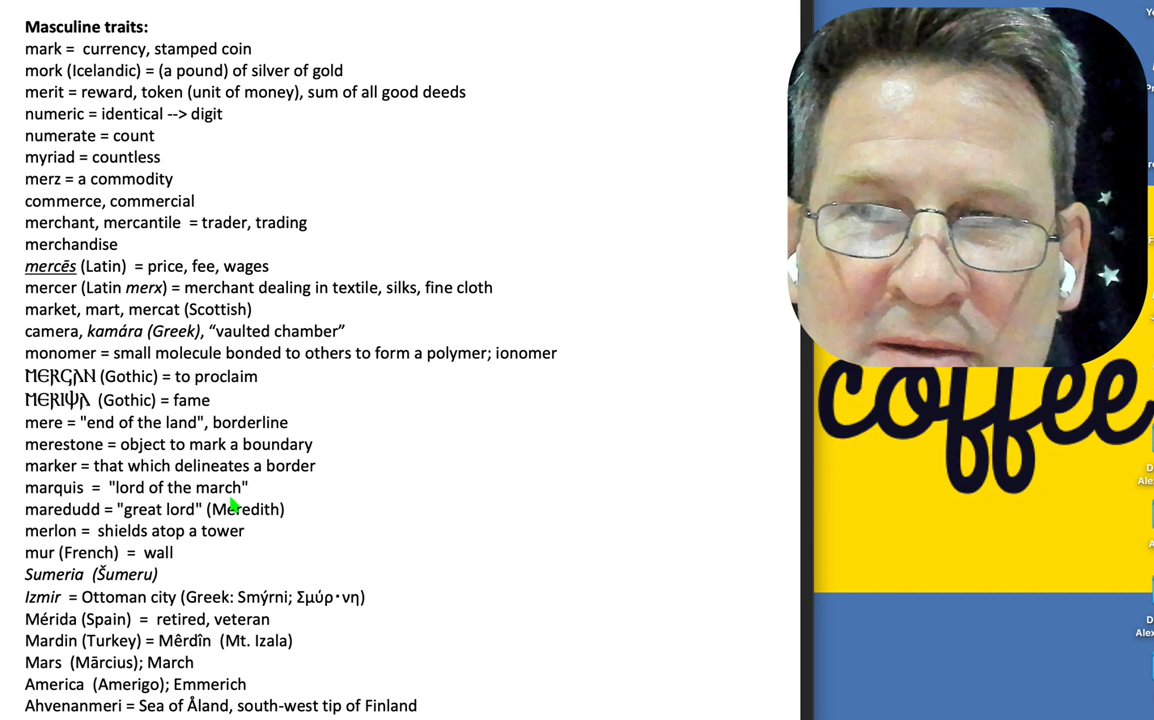 Masculine traits:
mark = currency, stamped coin
mork (Icelandic) = (a pound) of silver of gold
merit = reward, token (unit of money), sum of all good deeds
numeric = identical --> digit
numerate = count
myriad = countless
merz = a commodity
commerce, commercial
merchant, mercantile = trader, trading
merchandise
mercēs (Latin) = price, fee, wages
mercer (Latin merx) = merchant dealing in textile, silks, fine cloth
market, mart, mercat (Scottish)
camera, kamára (Greek), “vaulted chamber”
monomer = small molecule bonded to others to form a polymer; ionomer
𐌼𐌴𐍂𐌾𐌰𐌽 (Gothic) = to proclaim
𐌼𐌴𐍂𐌹𐌸𐌰 (Gothic) = fame
mere = "end of the land", borderline
merestone = object to mark a boundary
marker = that which delineates a border
marquis = "lord of the march"
maredudd = "great lord" (Meredith)
merlon = shields atop a tower
mur (French) = wall
Sumeria (Šumeru)
Izmir = Ottoman city (Greek: Smýrni; Σμύρ・νη)
Mérida (Spain) = retired, veteran
Mardin (Turkey) = Mêrdîn (Mt. Izala)
Mars (Mārcius); March
America (Amerigo); Emmerich
Ahvenanmeri = Sea of Åland, south-west tip of Finland
coffee